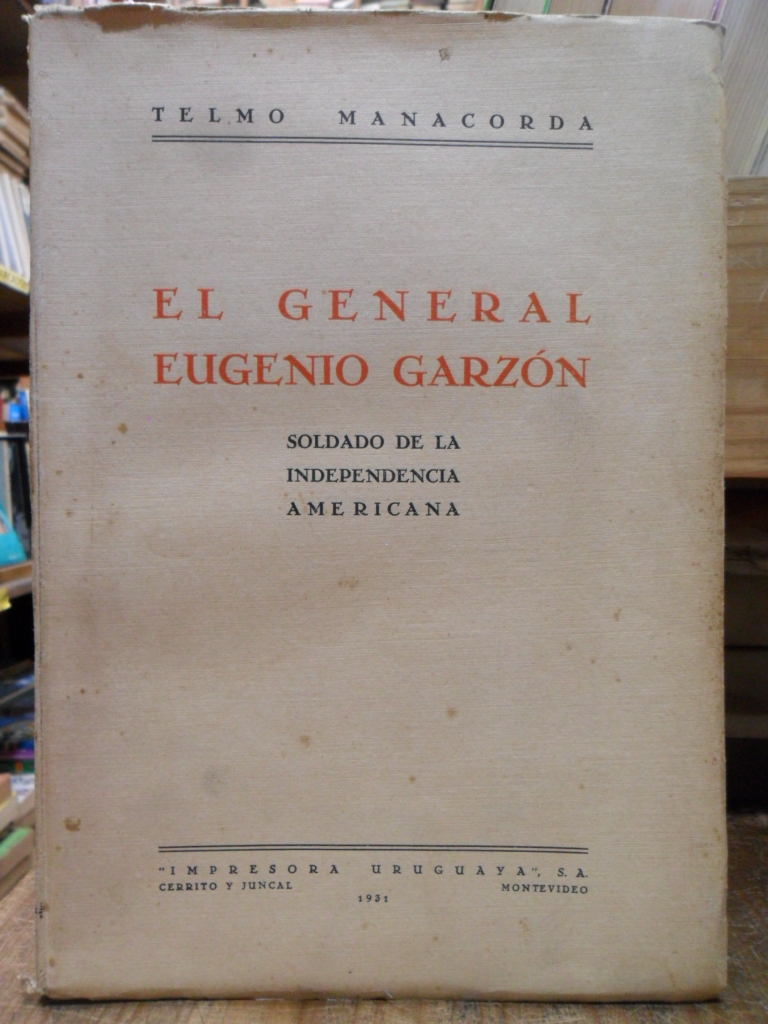 TELMO MANACORDA
EL GENERAL
EUGENIO GARZÓN
SOLDADO DE LA
INDEPENDENCIA
AMERICANA
"IMPRESORA URUGUAYA", S. A.
CERRITO Y JUNCAL MONTEVIDEO
1931